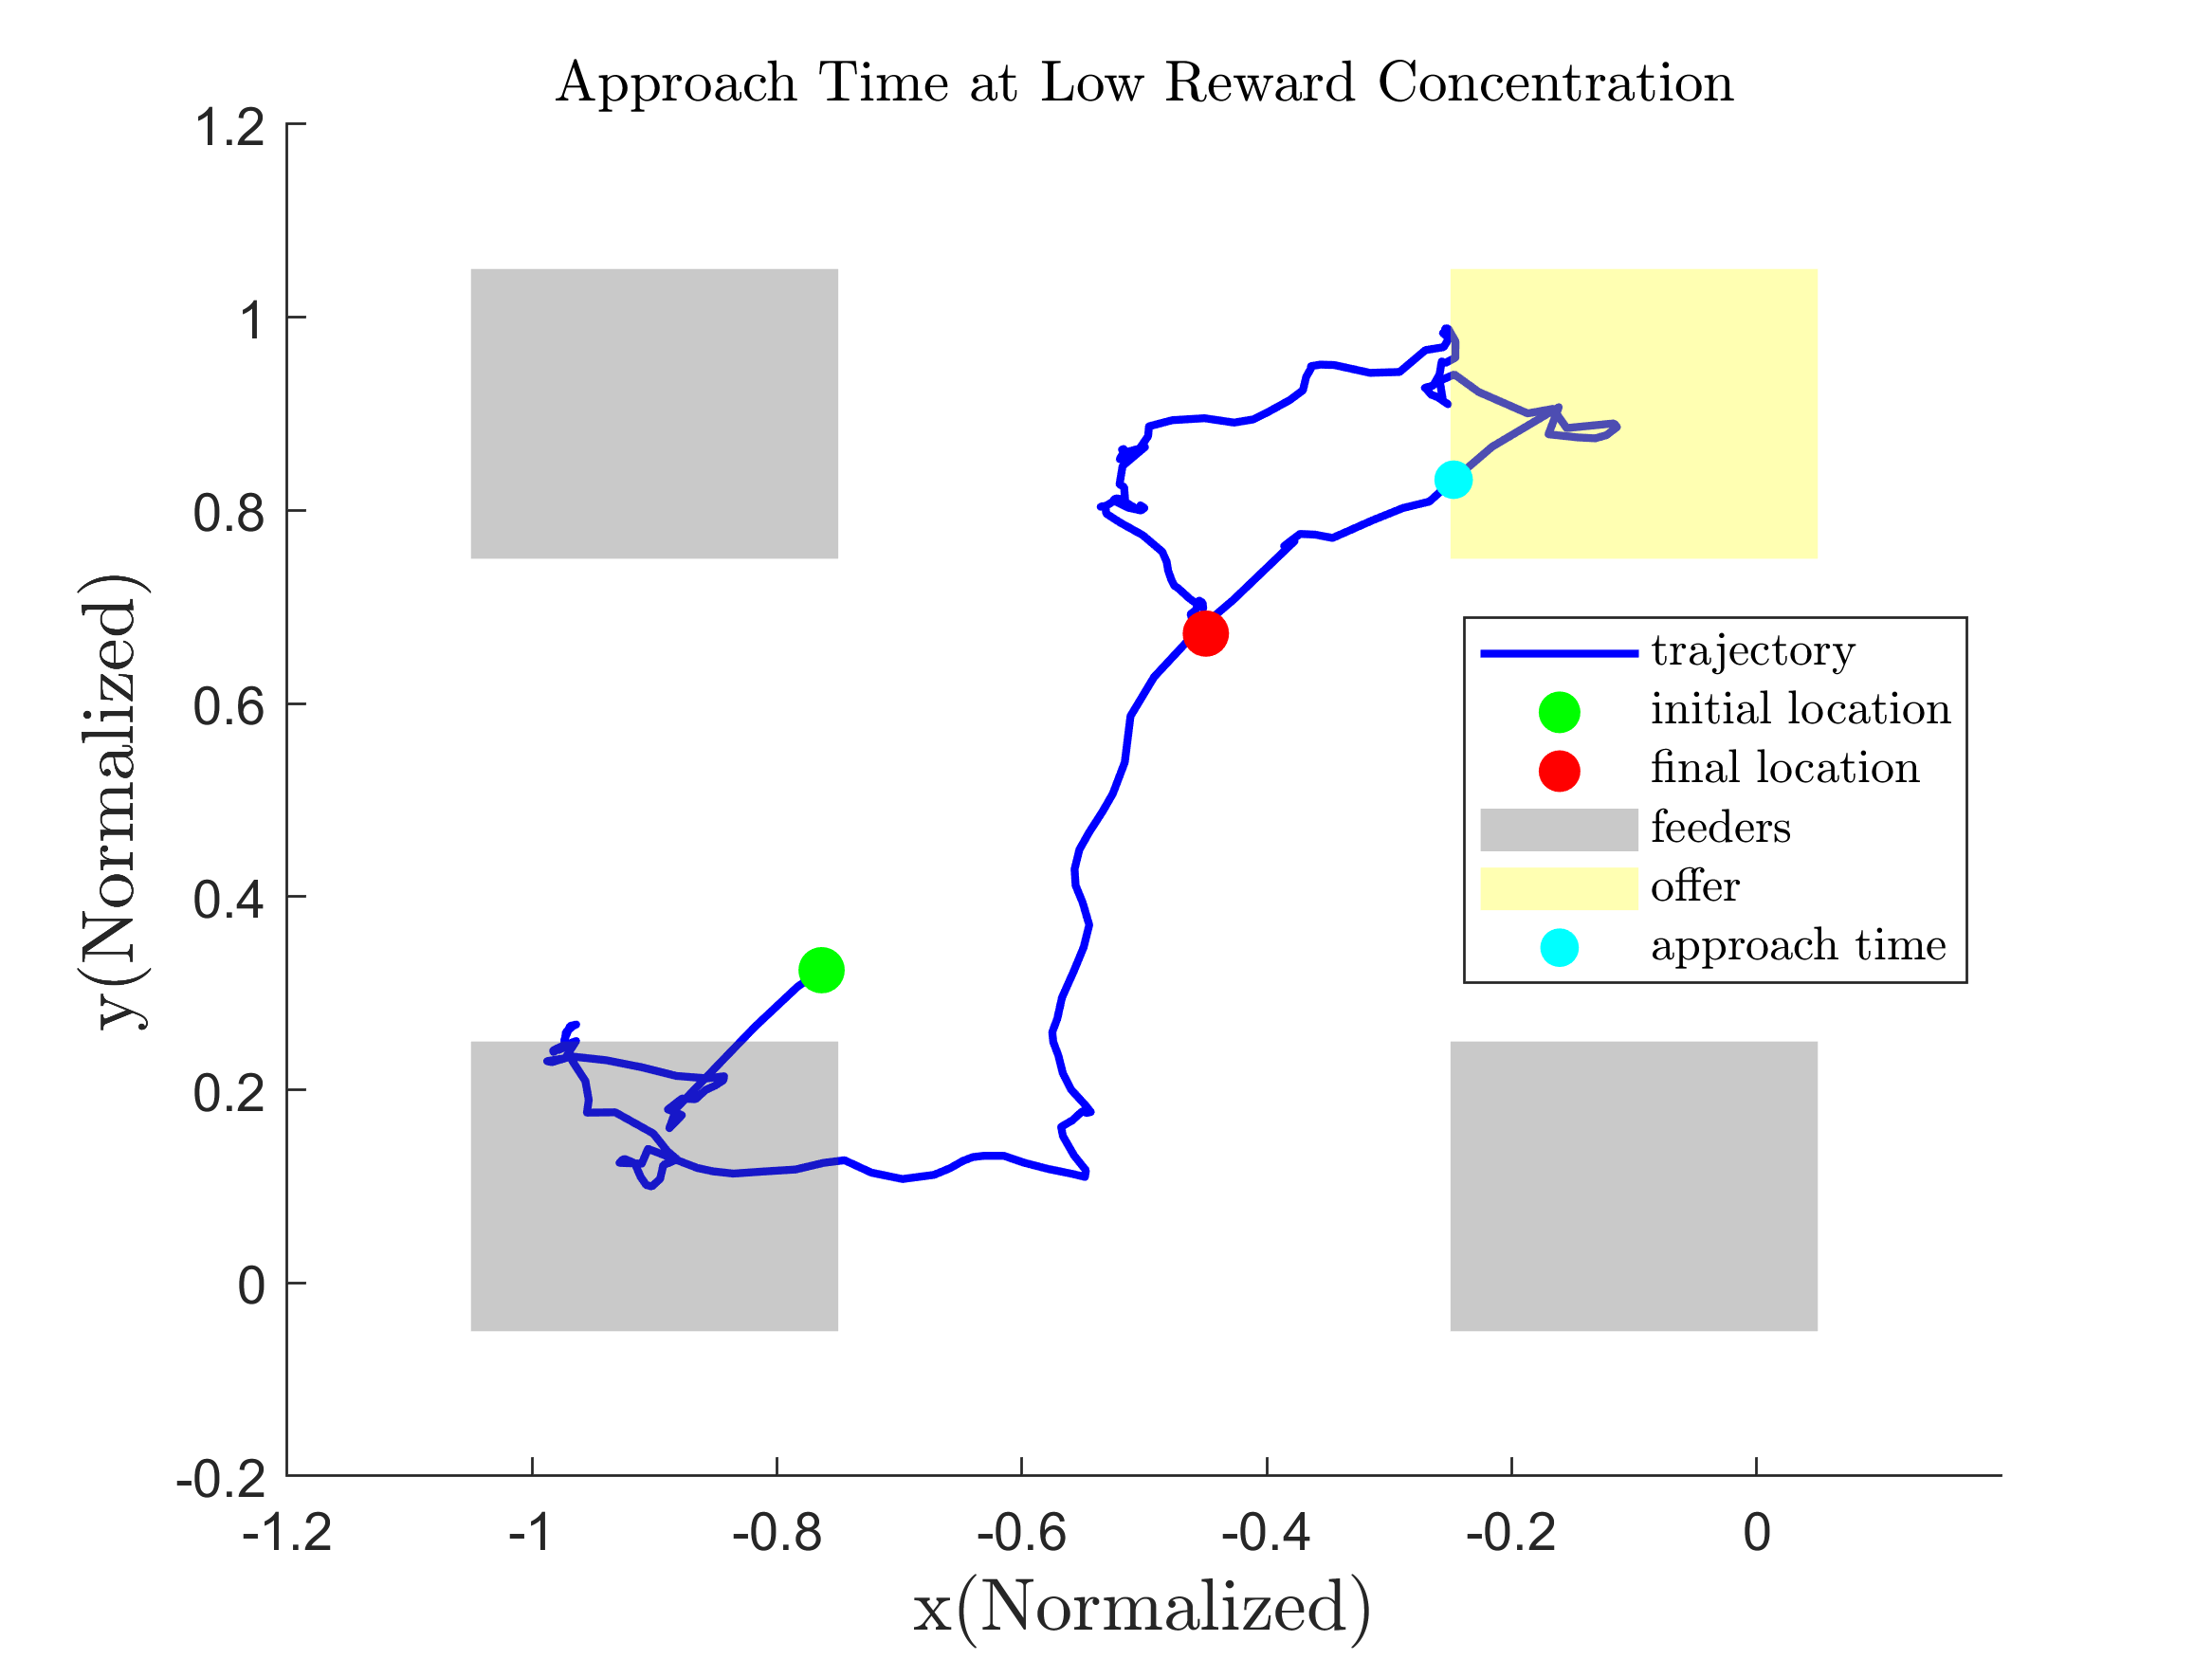 Approach Time at Low Reward Concentration
1.2
1
0.8
0.6
0.4
0.2
0
-0.2
y(Normalized)
trajectory
initial location
final location
feeders
offer
approach time
-1.2 -1 -0.8 -0.6 -0.4 -0.2 0
x(Normalized)